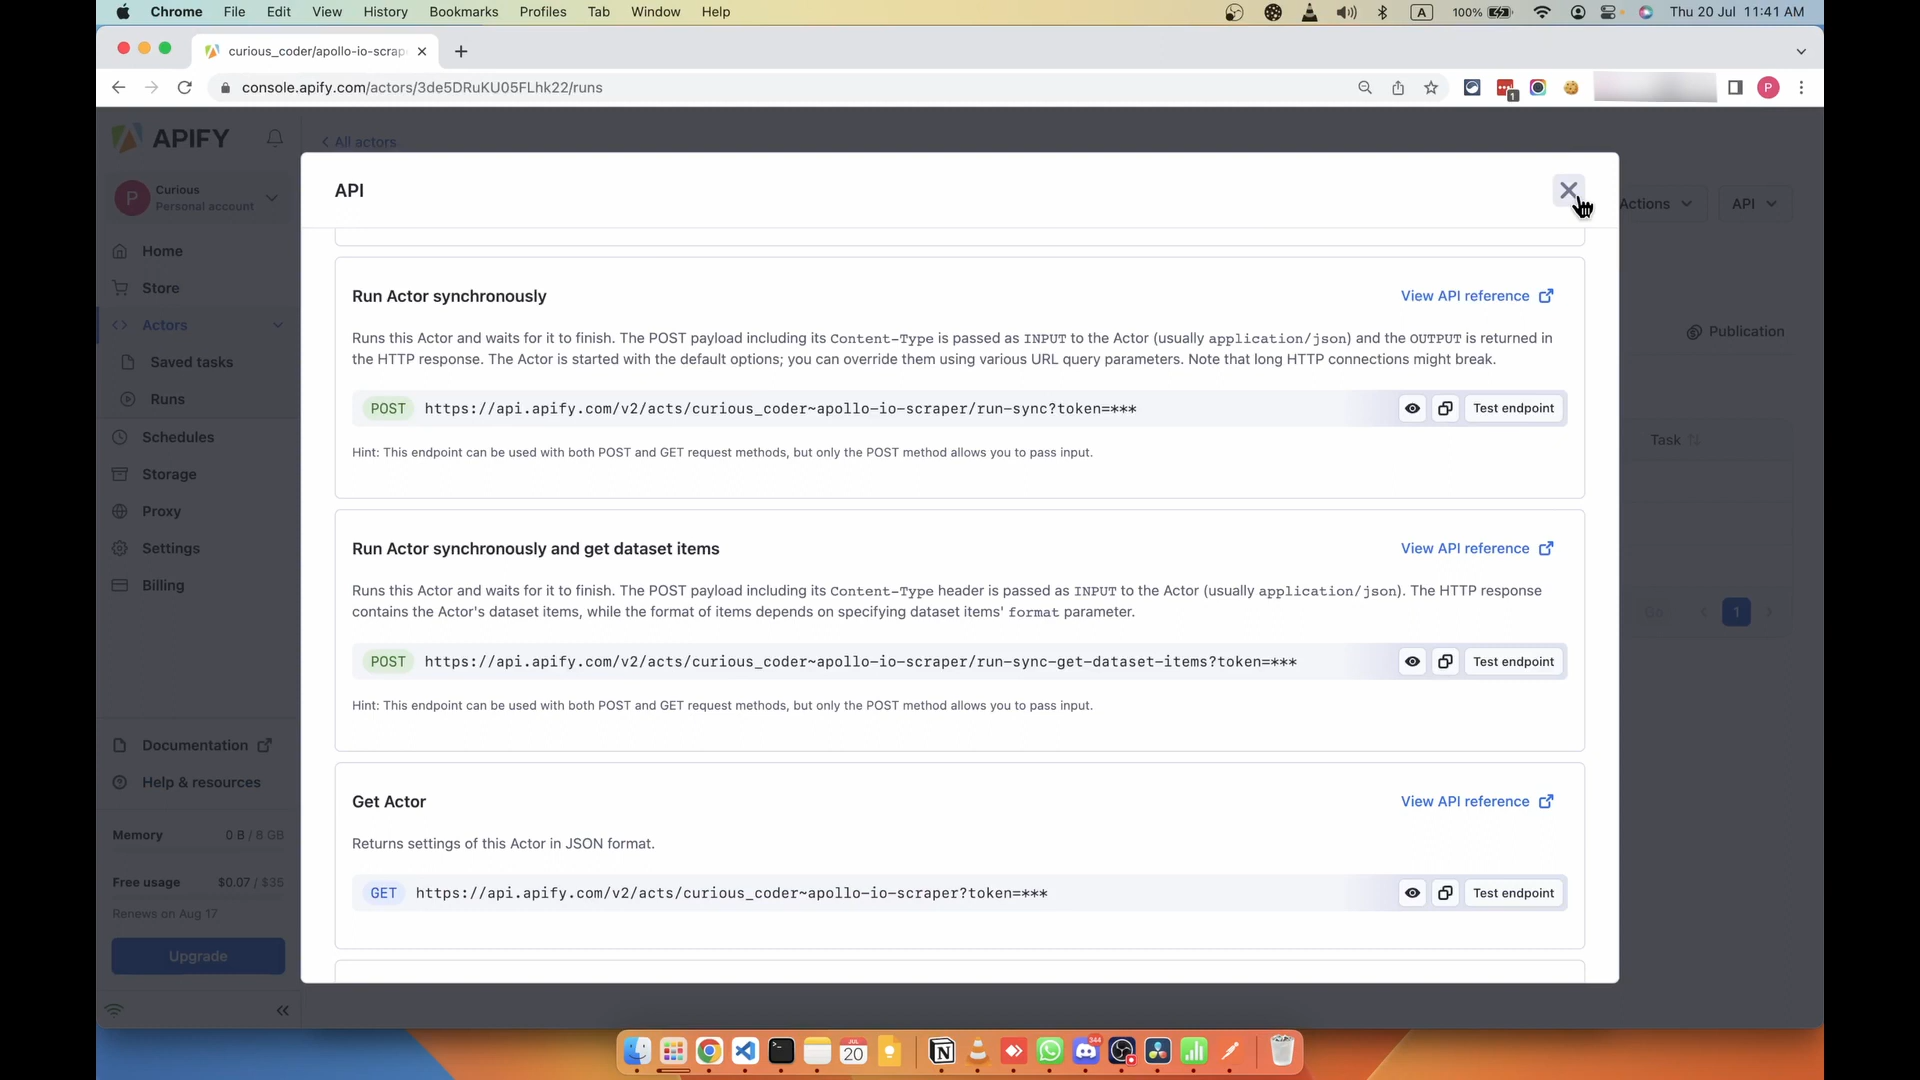 Chrome File Edit View History Bookmarks Profiles Tab Window Help A 100% Thu 20 Jul 11:41 AM
curious_coder/apollo-io-scrap
console.apify.com/actors/3de5DRuKU05FLhk22/runs 1 P
APIFY
All actors
P Curious
Personal account
API
Actions API
Home
Store
Actors
Saved tasks
Runs
Schedules
Storage
Proxy
Settings
Billing
Documentation
Help & resources
Memory 0 B / 8 GB
Free usage $0.07 / $35
Renews on Aug 17
Upgrade
Run Actor synchronously View API reference
Runs this Actor and waits for it to finish. The POST payload including its Content-Type is passed as INPUT to the Actor (usually application/json) and the OUTPUT is returned in
the HTTP response. The Actor is started with the default options; you can override them using various URL query parameters. Note that long HTTP connections might break.
POST https://api.apify.com/v2/acts/curious_coder~apollo-io-scraper/run-sync?token=*** Test endpoint
Hint: This endpoint can be used with both POST and GET request methods, but only the POST method allows you to pass input.
Run Actor synchronously and get dataset items View API reference
Runs this Actor and waits for it to finish. The POST payload including its Content-Type header is passed as INPUT to the Actor (usually application/json). The HTTP response
contains the Actor's dataset items, while the format of items depends on specifying dataset items' format parameter.
POST https://api.apify.com/v2/acts/curious_coder~apollo-io-scraper/run-sync-get-dataset-items?token=*** Test endpoint
Hint: This endpoint can be used with both POST and GET request methods, but only the POST method allows you to pass input.
Get Actor View API reference
Returns settings of this Actor in JSON format.
GET https://api.apify.com/v2/acts/curious_coder~apollo-io-scraper?token=*** Test endpoint
Publication
Task
Go 1
JUL
20
344